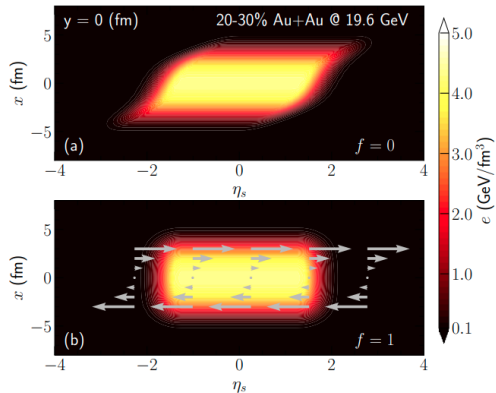 y = 0 (fm)
20-30% Au+Au @ 19.6 GeV
5
0
−5
x (fm)
(a)
f = 0
−4
−2
0
2
4
η_s
5
0
−5
x (fm)
(b)
f = 1
−4
−2
0
2
4
η_s
5.0
4.0
3.0
2.0
1.0
0.1
e (GeV/fm³)